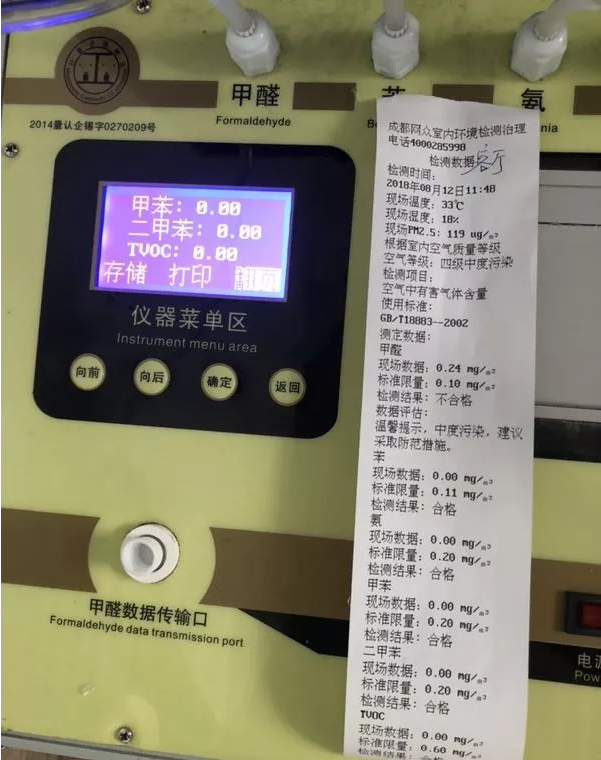 甲醛
Formaldehyde
氨
2014量认企锡字0270209号
甲苯: 0.00
二甲苯: 0.00
TVOC: 0.00
存储 打印 翻页
仪器菜单区
Instrument menu area
向前
向后
确定
返回
甲醛数据传输口
Formaldehyde data transmission port
成都网众室内环境检测治理
电话4000285998
检测数据 客厅
检测时间:
2018年08月12日11:48
现场温度: 33℃
现场湿度: 18%
现场PM2.5: 119 ug/m³
根据室内空气质量等级
空气等级: 四级中度污染
检测项目:
空气中有害气体含量
使用标准:
GB/T18883--2002
测定数据:
甲醛
现场数据: 0.24 mg/m³
标准限量: 0.10 mg/m³
检测结果: 不合格
数据评估:
温馨提示, 中度污染, 建议
采取防范措施。
苯
现场数据: 0.00 mg/m³
标准限量: 0.11 mg/m³
检测结果: 合格
氨
现场数据: 0.00 mg/m³
标准限量: 0.20 mg/m³
检测结果: 合格
甲苯
现场数据: 0.00 mg/m³
标准限量: 0.20 mg/m³
检测结果: 合格
二甲苯
现场数据: 0.00 mg/m³
标准限量: 0.20 mg/m³
检测结果: 合格
TVOC
现场数据: 0.00 mg/m³
标准限量: 0.60 mg/m³
检测结果: 合格
电源